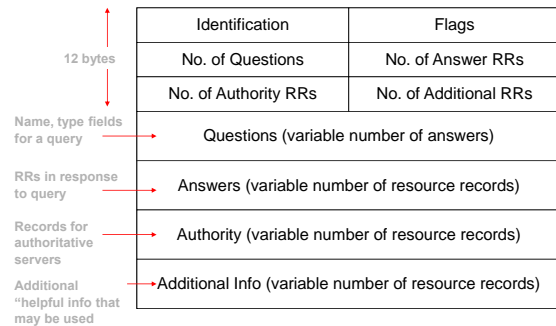 Identification
Flags
12 bytes
No. of Questions
No. of Answer RRs
No. of Authority RRs
No. of Additional RRs
Name, type fields
for a query
Questions (variable number of answers)
RRs in response
to query
Answers (variable number of resource records)
Records for
authoritative
servers
Authority (variable number of resource records)
Additional
“helpful info that
may be used
Additional Info (variable number of resource records)